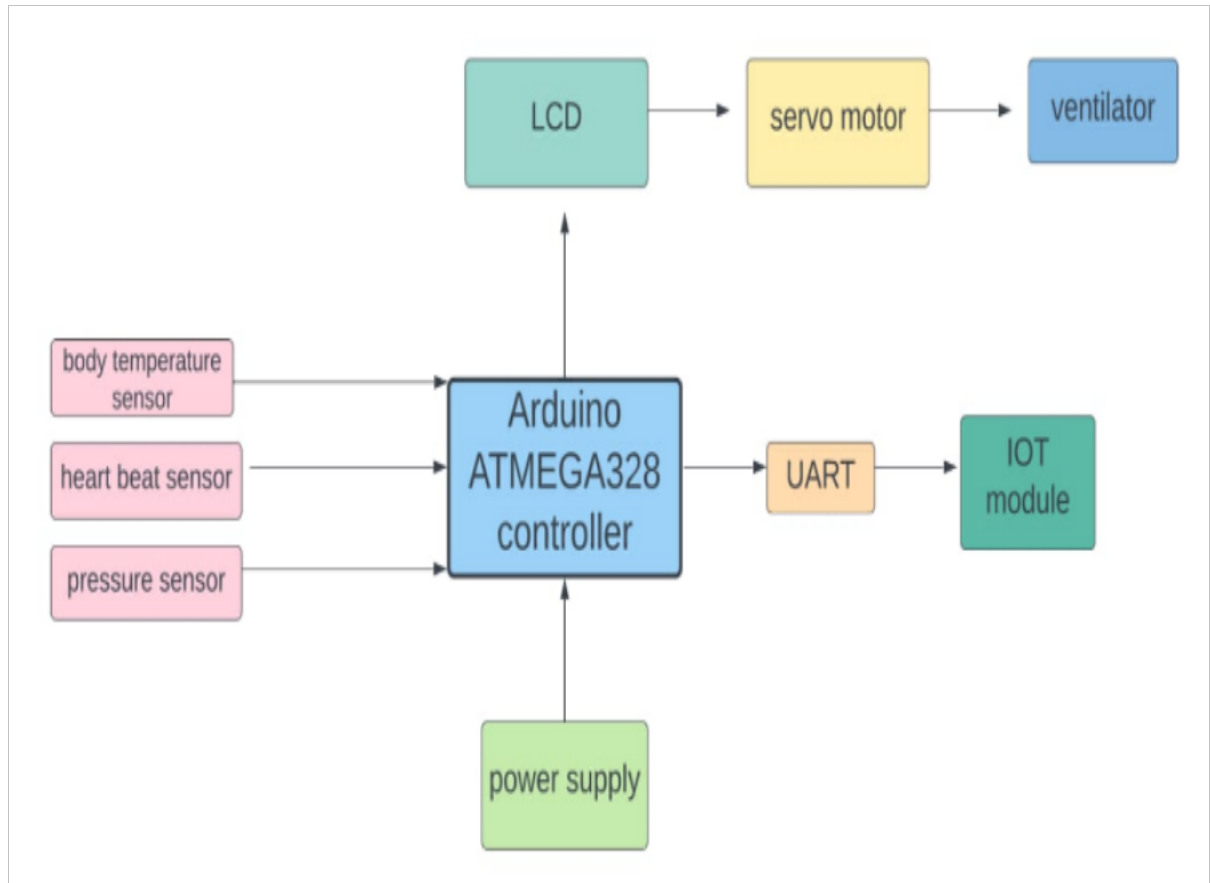 LCD
servo motor
ventilator
body temperature
sensor
heart beat sensor
pressure sensor
Arduino
ATMEGA328
controller
UART
IOT
module
power supply